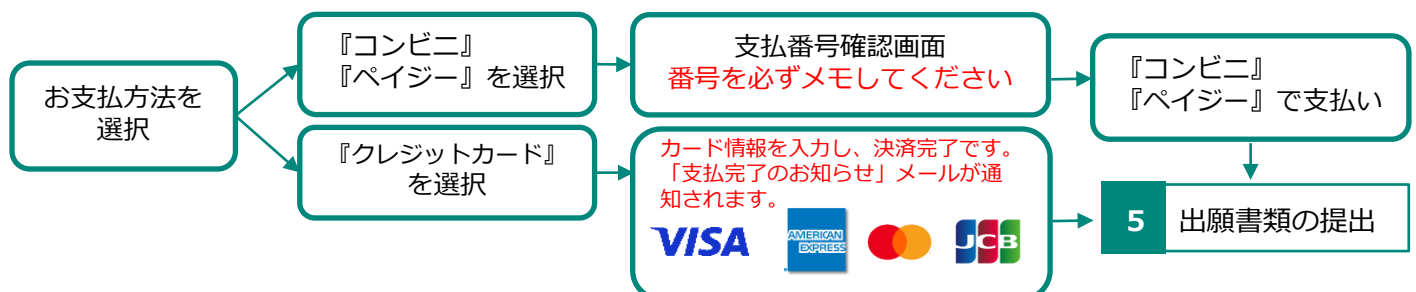 お支払方法を
選択
『コンビニ』
『ペイジー』を選択
支払番号確認画面
番号を必ずメモしてください
『コンビニ』
『ペイジー』で支払い
『クレジットカード』
を選択
カード情報を入力し、決済完了です。
「支払完了のお知らせ」メールが通
知されます。
VISA
AMERICAN
EXPRESS
JCB
5 出願書類の提出